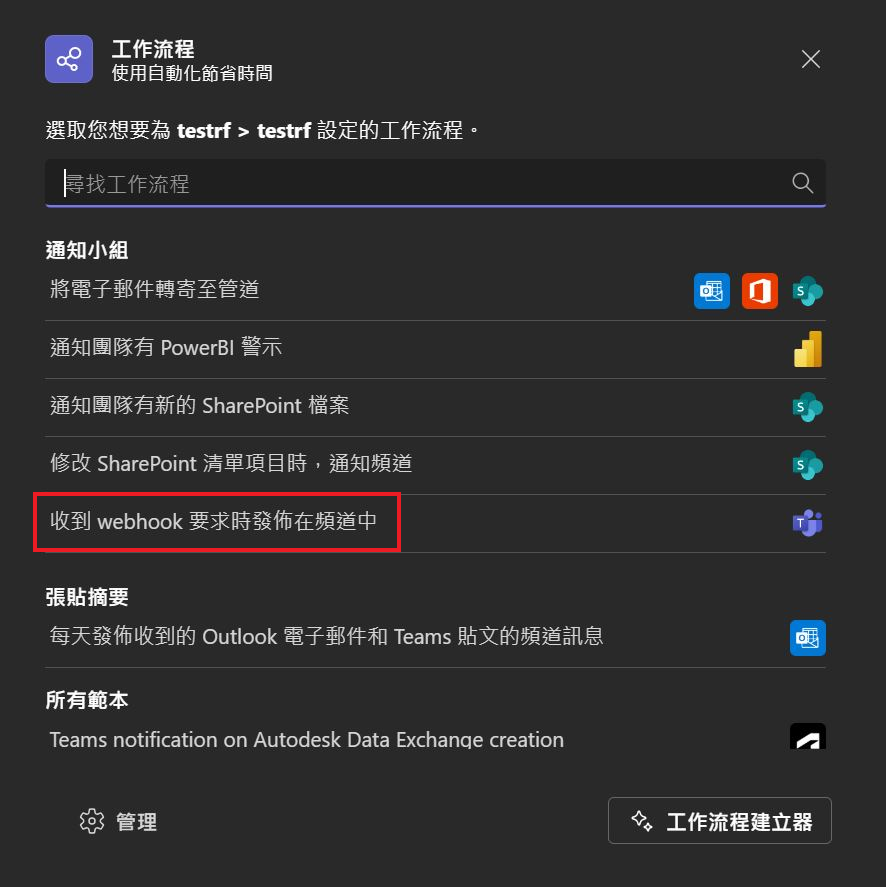 工作流程
使用自動化節省時間
選取您想要為 testrf > testrf 設定的工作流程。
尋找工作流程
通知小組
將電子郵件轉寄至管道
通知團隊有 PowerBI 警示
通知團隊有新的 SharePoint 檔案
修改 SharePoint 清單項目時，通知頻道
收到 webhook 要求時發佈在頻道中
張貼摘要
每天發佈收到的 Outlook 電子郵件和 Teams 貼文的頻道訊息
所有範本
Teams notification on Autodesk Data Exchange creation
管理
工作流程建立器